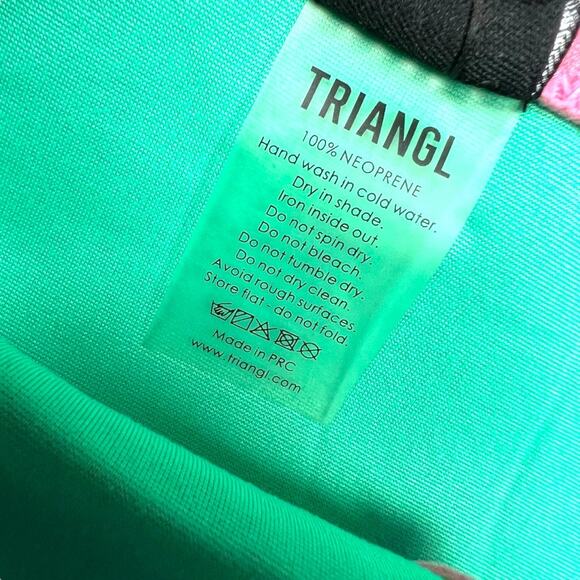 TRIANGL
100% NEOPRENE
Hand wash in cold water.
Dry in shade.
Iron inside out.
Do not spin dry.
Do not bleach.
Do not tumble dry.
Do not dry clean.
Avoid rough surfaces.
Store flat - do not fold.
Made in PRC
www.triangl.com